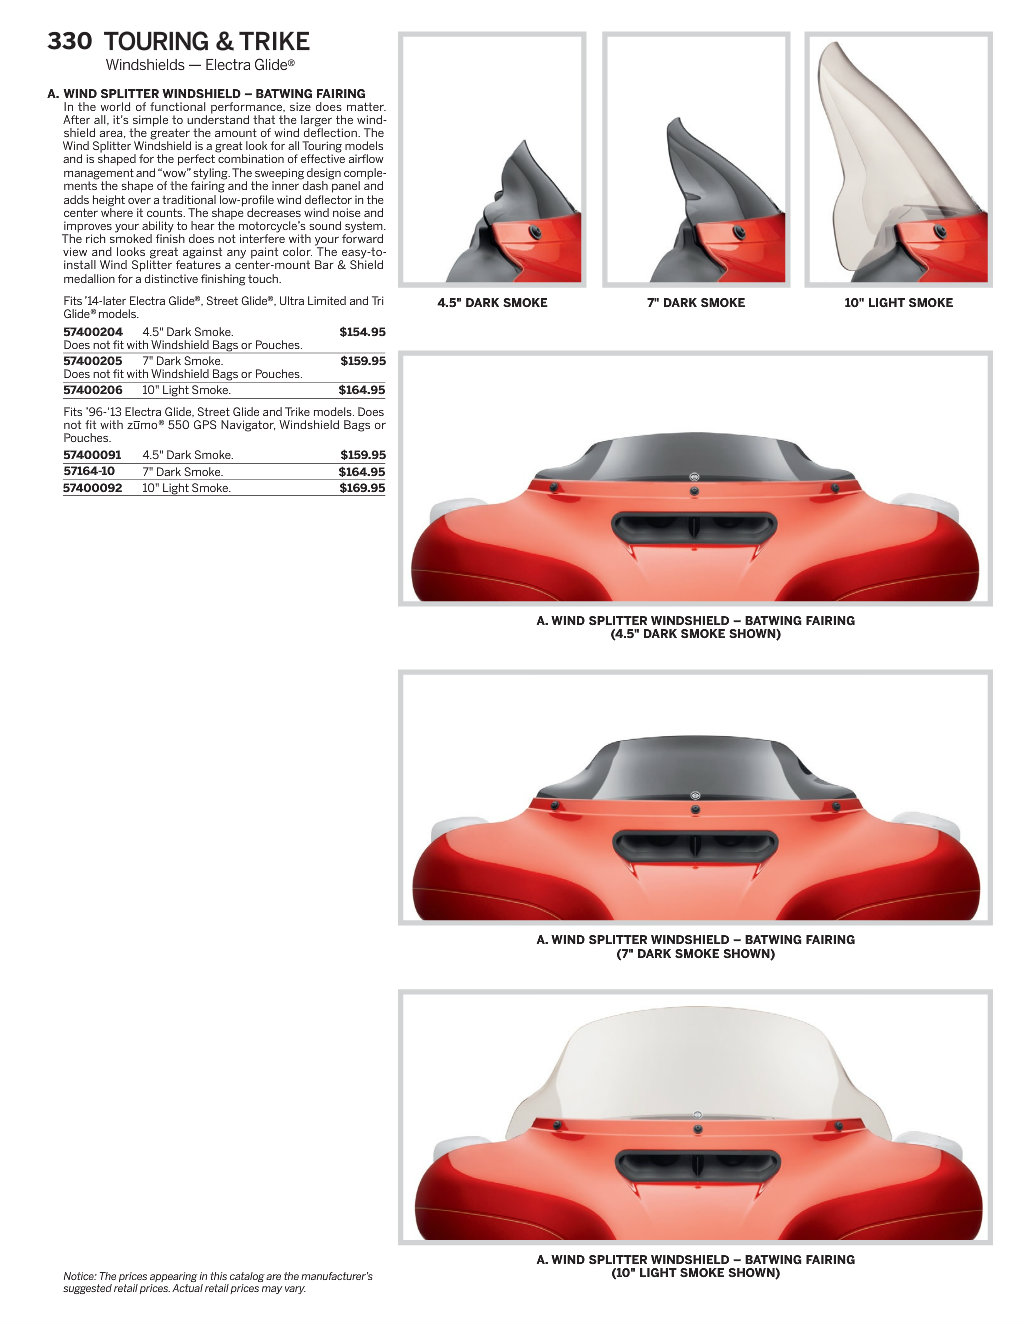 330 TOURING & TRIKE
Windshields — Electra Glide®
A. WIND SPLITTER WINDSHIELD – BATWING FAIRING
In the world of functional performance, size does matter.
After all, it's simple to understand that the larger the wind-
shield area, the greater the amount of wind deflection. The
Wind Splitter Windshield is a great look for all Touring models
and is shaped for the perfect combination of effective airflow
management and "wow" styling. The sweeping design comple-
ments the shape of the fairing and the inner dash panel and
adds height over a traditional low-profile wind deflector in the
center where it counts. The shape decreases wind noise and
improves your ability to hear the motorcycle's sound system.
The rich smoked finish does not interfere with your forward
view and looks great against any paint color. The easy-to-
install Wind Splitter features a center-mount Bar & Shield
medallion for a distinctive finishing touch.
Fits '14-later Electra Glide®, Street Glide®, Ultra Limited and Tri
Glide® models.
57400204 4.5" Dark Smoke. $154.95
Does not fit with Windshield Bags or Pouches.
57400205 7" Dark Smoke. $159.95
Does not fit with Windshield Bags or Pouches.
57400206 10" Light Smoke. $164.95
Fits '96-'13 Electra Glide, Street Glide and Trike models. Does
not fit with zūmo® 550 GPS Navigator, Windshield Bags or
Pouches.
57400091 4.5" Dark Smoke. $159.95
57164-10 7" Dark Smoke. $164.95
57400092 10" Light Smoke. $169.95
4.5" DARK SMOKE
7" DARK SMOKE
10" LIGHT SMOKE
A. WIND SPLITTER WINDSHIELD – BATWING FAIRING
(4.5" DARK SMOKE SHOWN)
A. WIND SPLITTER WINDSHIELD – BATWING FAIRING
(7" DARK SMOKE SHOWN)
A. WIND SPLITTER WINDSHIELD – BATWING FAIRING
(10" LIGHT SMOKE SHOWN)
Notice: The prices appearing in this catalog are the manufacturer's
suggested retail prices. Actual retail prices may vary.